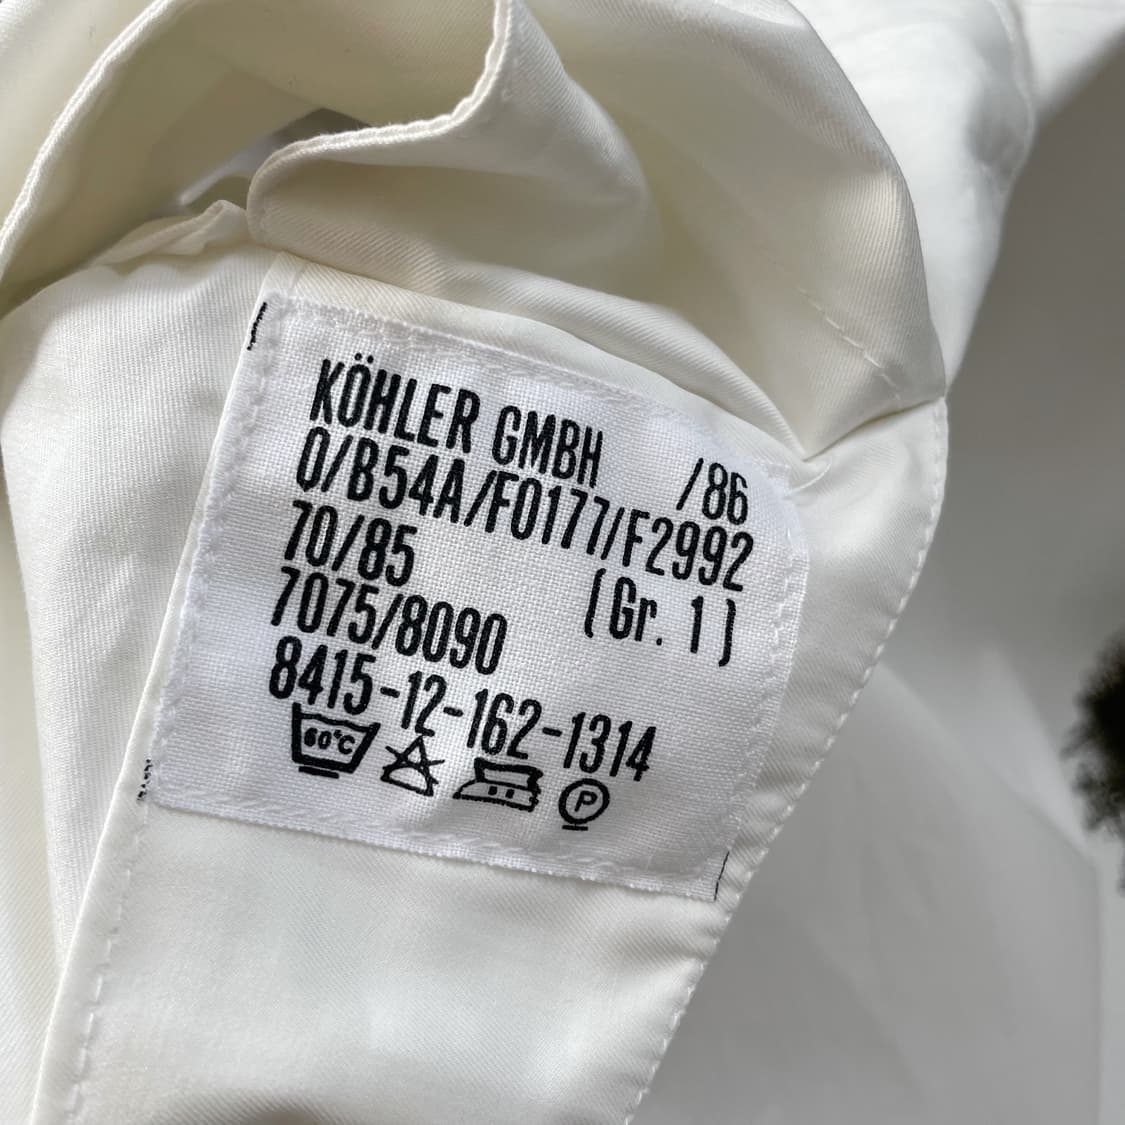 KÖHLER GMBH /86
0/B54A/F0177/F2992
70/85 (Gr. 1)
7075/8090
8415-12-162-1314
60°C P